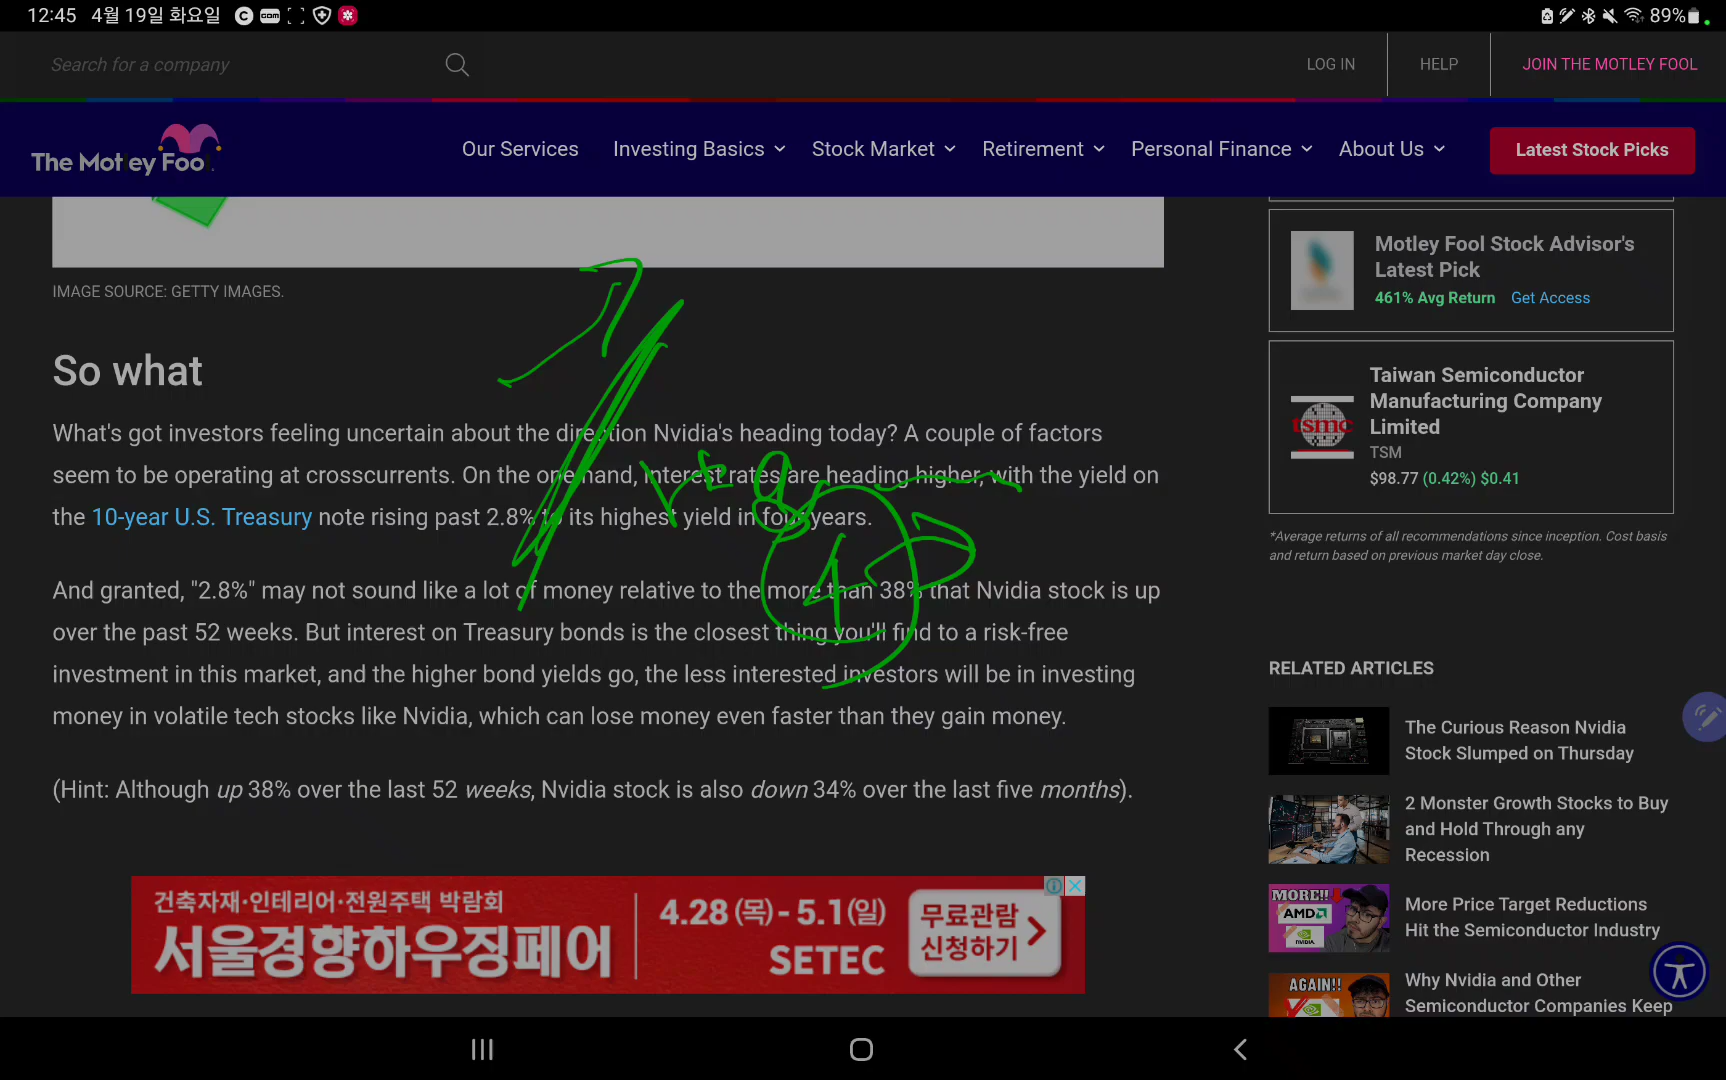 12:45 4월 19일 화요일
89%
Search for a company
LOG IN
HELP
JOIN THE MOTLEY FOOL
The Motley Fool
Our Services
Investing Basics
Stock Market
Retirement
Personal Finance
About Us
Latest Stock Picks
IMAGE SOURCE: GETTY IMAGES.
So what
What's got investors feeling uncertain about the direction Nvidia's heading today? A couple of factors
seem to be operating at crosscurrents. On the one hand, interest rates are heading higher, with the yield on
the 10-year U.S. Treasury note rising past 2.8% to its highest yield in four years.
And granted, "2.8%" may not sound like a lot of money relative to the more than 38% that Nvidia stock is up
over the past 52 weeks. But interest on Treasury bonds is the closest thing you'll find to a risk-free
investment in this market, and the higher bond yields go, the less interested investors will be in investing
money in volatile tech stocks like Nvidia, which can lose money even faster than they gain money.
(Hint: Although up 38% over the last 52 weeks, Nvidia stock is also down 34% over the last five months).
건축자재·인테리어·전원주택 박람회
서울경향하우징페어
4.28(목)-5.1(일)
SETEC
무료관람
신청하기
Motley Fool Stock Advisor's
Latest Pick
461% Avg Return Get Access
tsmc
Taiwan Semiconductor
Manufacturing Company
Limited
TSM
$98.77 (0.42%) $0.41
*Average returns of all recommendations since inception. Cost basis
and return based on previous market day close.
RELATED ARTICLES
The Curious Reason Nvidia
Stock Slumped on Thursday
2 Monster Growth Stocks to Buy
and Hold Through any
Recession
MORE!!
AMD
NVIDIA
More Price Target Reductions
Hit the Semiconductor Industry
AGAIN!!
Why Nvidia and Other
Semiconductor Companies Keep